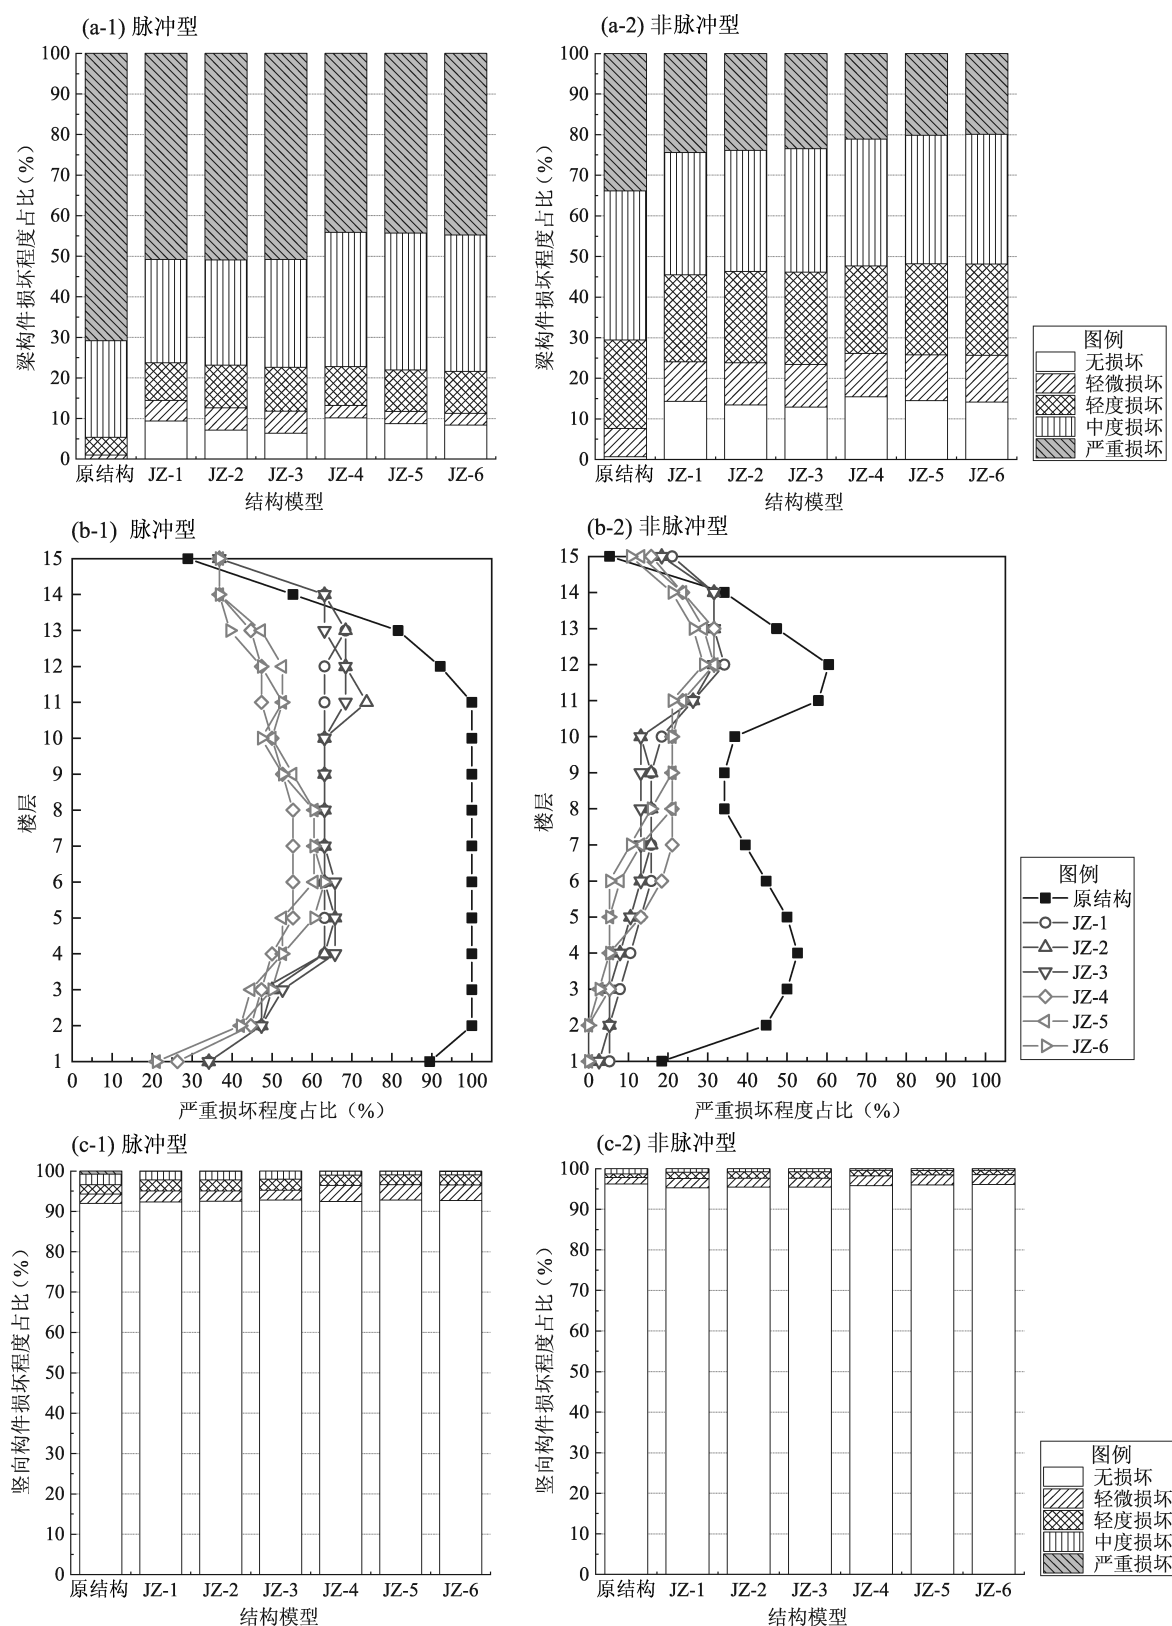 (a-1) 脉冲型
(a-2) 非脉冲型
梁构件损坏程度占比（%）
100
90
80
70
60
50
40
30
20
10
0
原结构 JZ-1 JZ-2 JZ-3 JZ-4 JZ-5 JZ-6
结构模型
梁构件损坏程度占比（%）
100
90
80
70
60
50
40
30
20
10
0
原结构 JZ-1 JZ-2 JZ-3 JZ-4 JZ-5 JZ-6
结构模型
图例
无损坏
轻微损坏
轻度损坏
中度损坏
严重损坏
(b-1) 脉冲型
(b-2) 非脉冲型
楼层
15
14
13
12
11
10
9
8
7
6
5
4
3
2
1
0 10 20 30 40 50 60 70 80 90 100
严重损坏程度占比（%）
楼层
15
14
13
12
11
10
9
8
7
6
5
4
3
2
1
0 10 20 30 40 50 60 70 80 90 100
严重损坏程度占比（%）
图例
原结构
JZ-1
JZ-2
JZ-3
JZ-4
JZ-5
JZ-6
(c-1) 脉冲型
(c-2) 非脉冲型
竖向构件损坏程度占比（%）
100
90
80
70
60
50
40
30
20
10
0
原结构 JZ-1 JZ-2 JZ-3 JZ-4 JZ-5 JZ-6
结构模型
竖向构件损坏程度占比（%）
100
90
80
70
60
50
40
30
20
10
0
原结构 JZ-1 JZ-2 JZ-3 JZ-4 JZ-5 JZ-6
结构模型
图例
无损坏
轻微损坏
轻度损坏
中度损坏
严重损坏